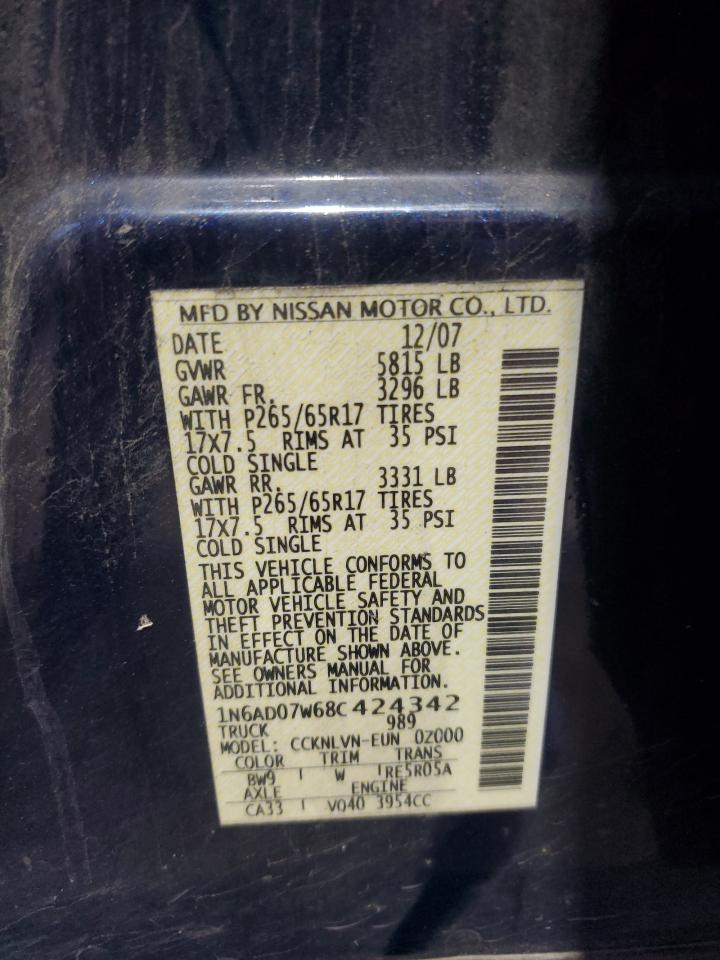 MFD BY NISSAN MOTOR CO., LTD.
DATE 12/07
GVWR 5815 LB
GAWR FR. 3296 LB
WITH P265/65R17 TIRES
17X7.5 RIMS AT 35 PSI
COLD SINGLE
GAWR RR. 3331 LB
WITH P265/65R17 TIRES
17X7.5 RIMS AT 35 PSI
COLD SINGLE
THIS VEHICLE CONFORMS TO
ALL APPLICABLE FEDERAL
MOTOR VEHICLE SAFETY AND
THEFT PREVENTION STANDARDS
IN EFFECT ON THE DATE OF
MANUFACTURE SHOWN ABOVE.
SEE OWNERS MANUAL FOR
ADDITIONAL INFORMATION.
1N6AD07W68C424342
TRUCK 989
MODEL: CCKNLVN-EUN 0Z000
COLOR TRIM TRANS
BW9 W RE5R05A
AXLE ENGINE
CA33 VQ40 3954CC